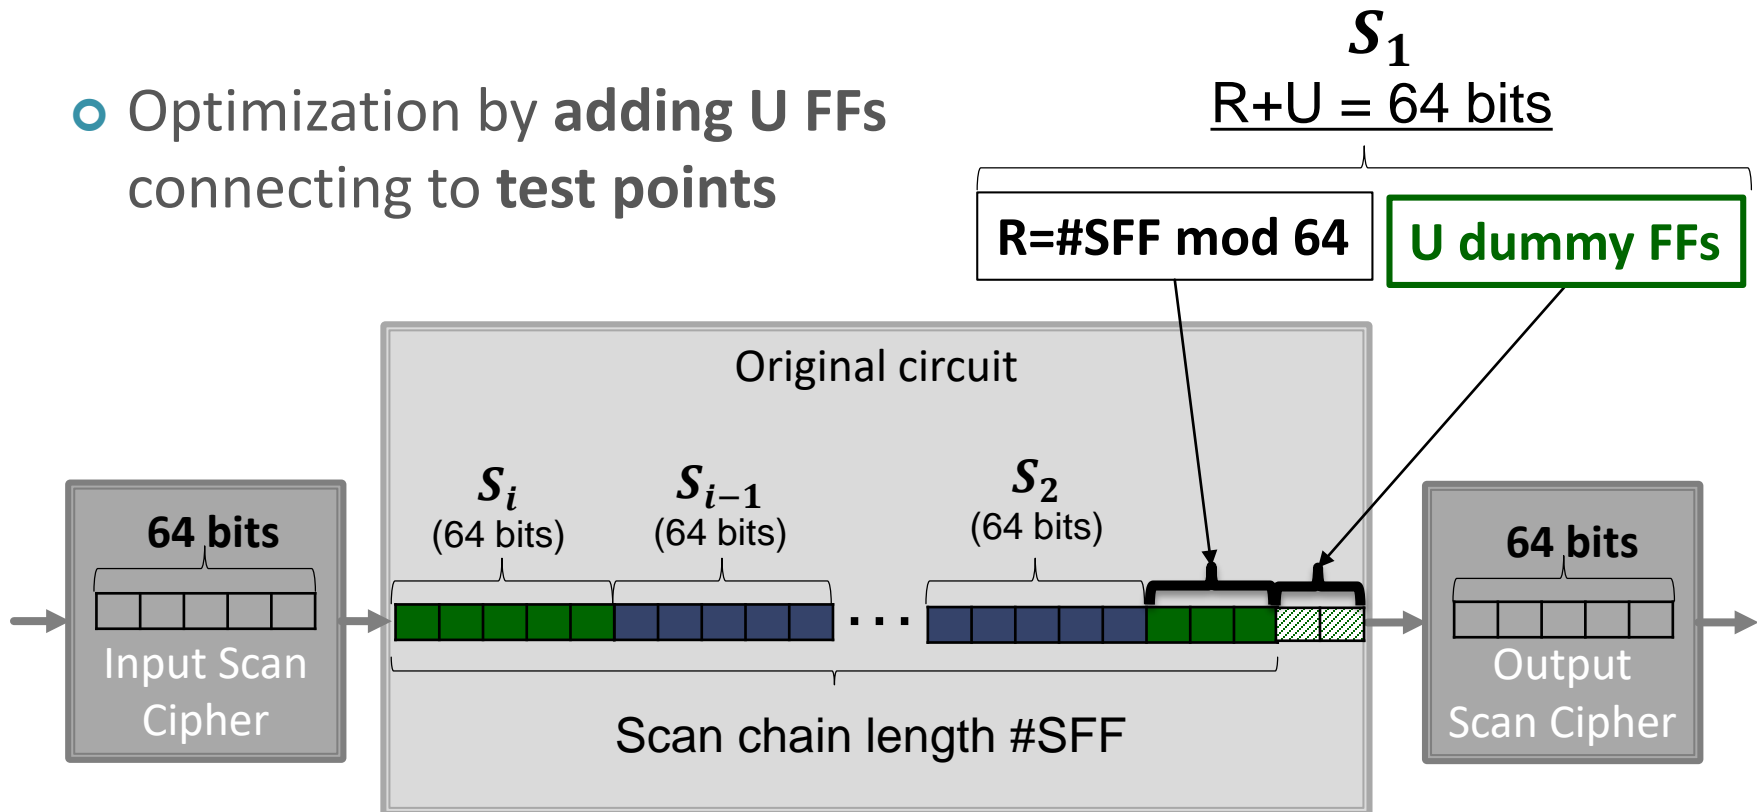 Optimization by adding U FFs
connecting to test points
S₁
R+U = 64 bits
R=#SFF mod 64
U dummy FFs
Original circuit
64 bits
Input Scan
Cipher
Sᵢ
(64 bits)
Sᵢ₋₁
(64 bits)
...
S₂
(64 bits)
Scan chain length #SFF
64 bits
Output
Scan Cipher